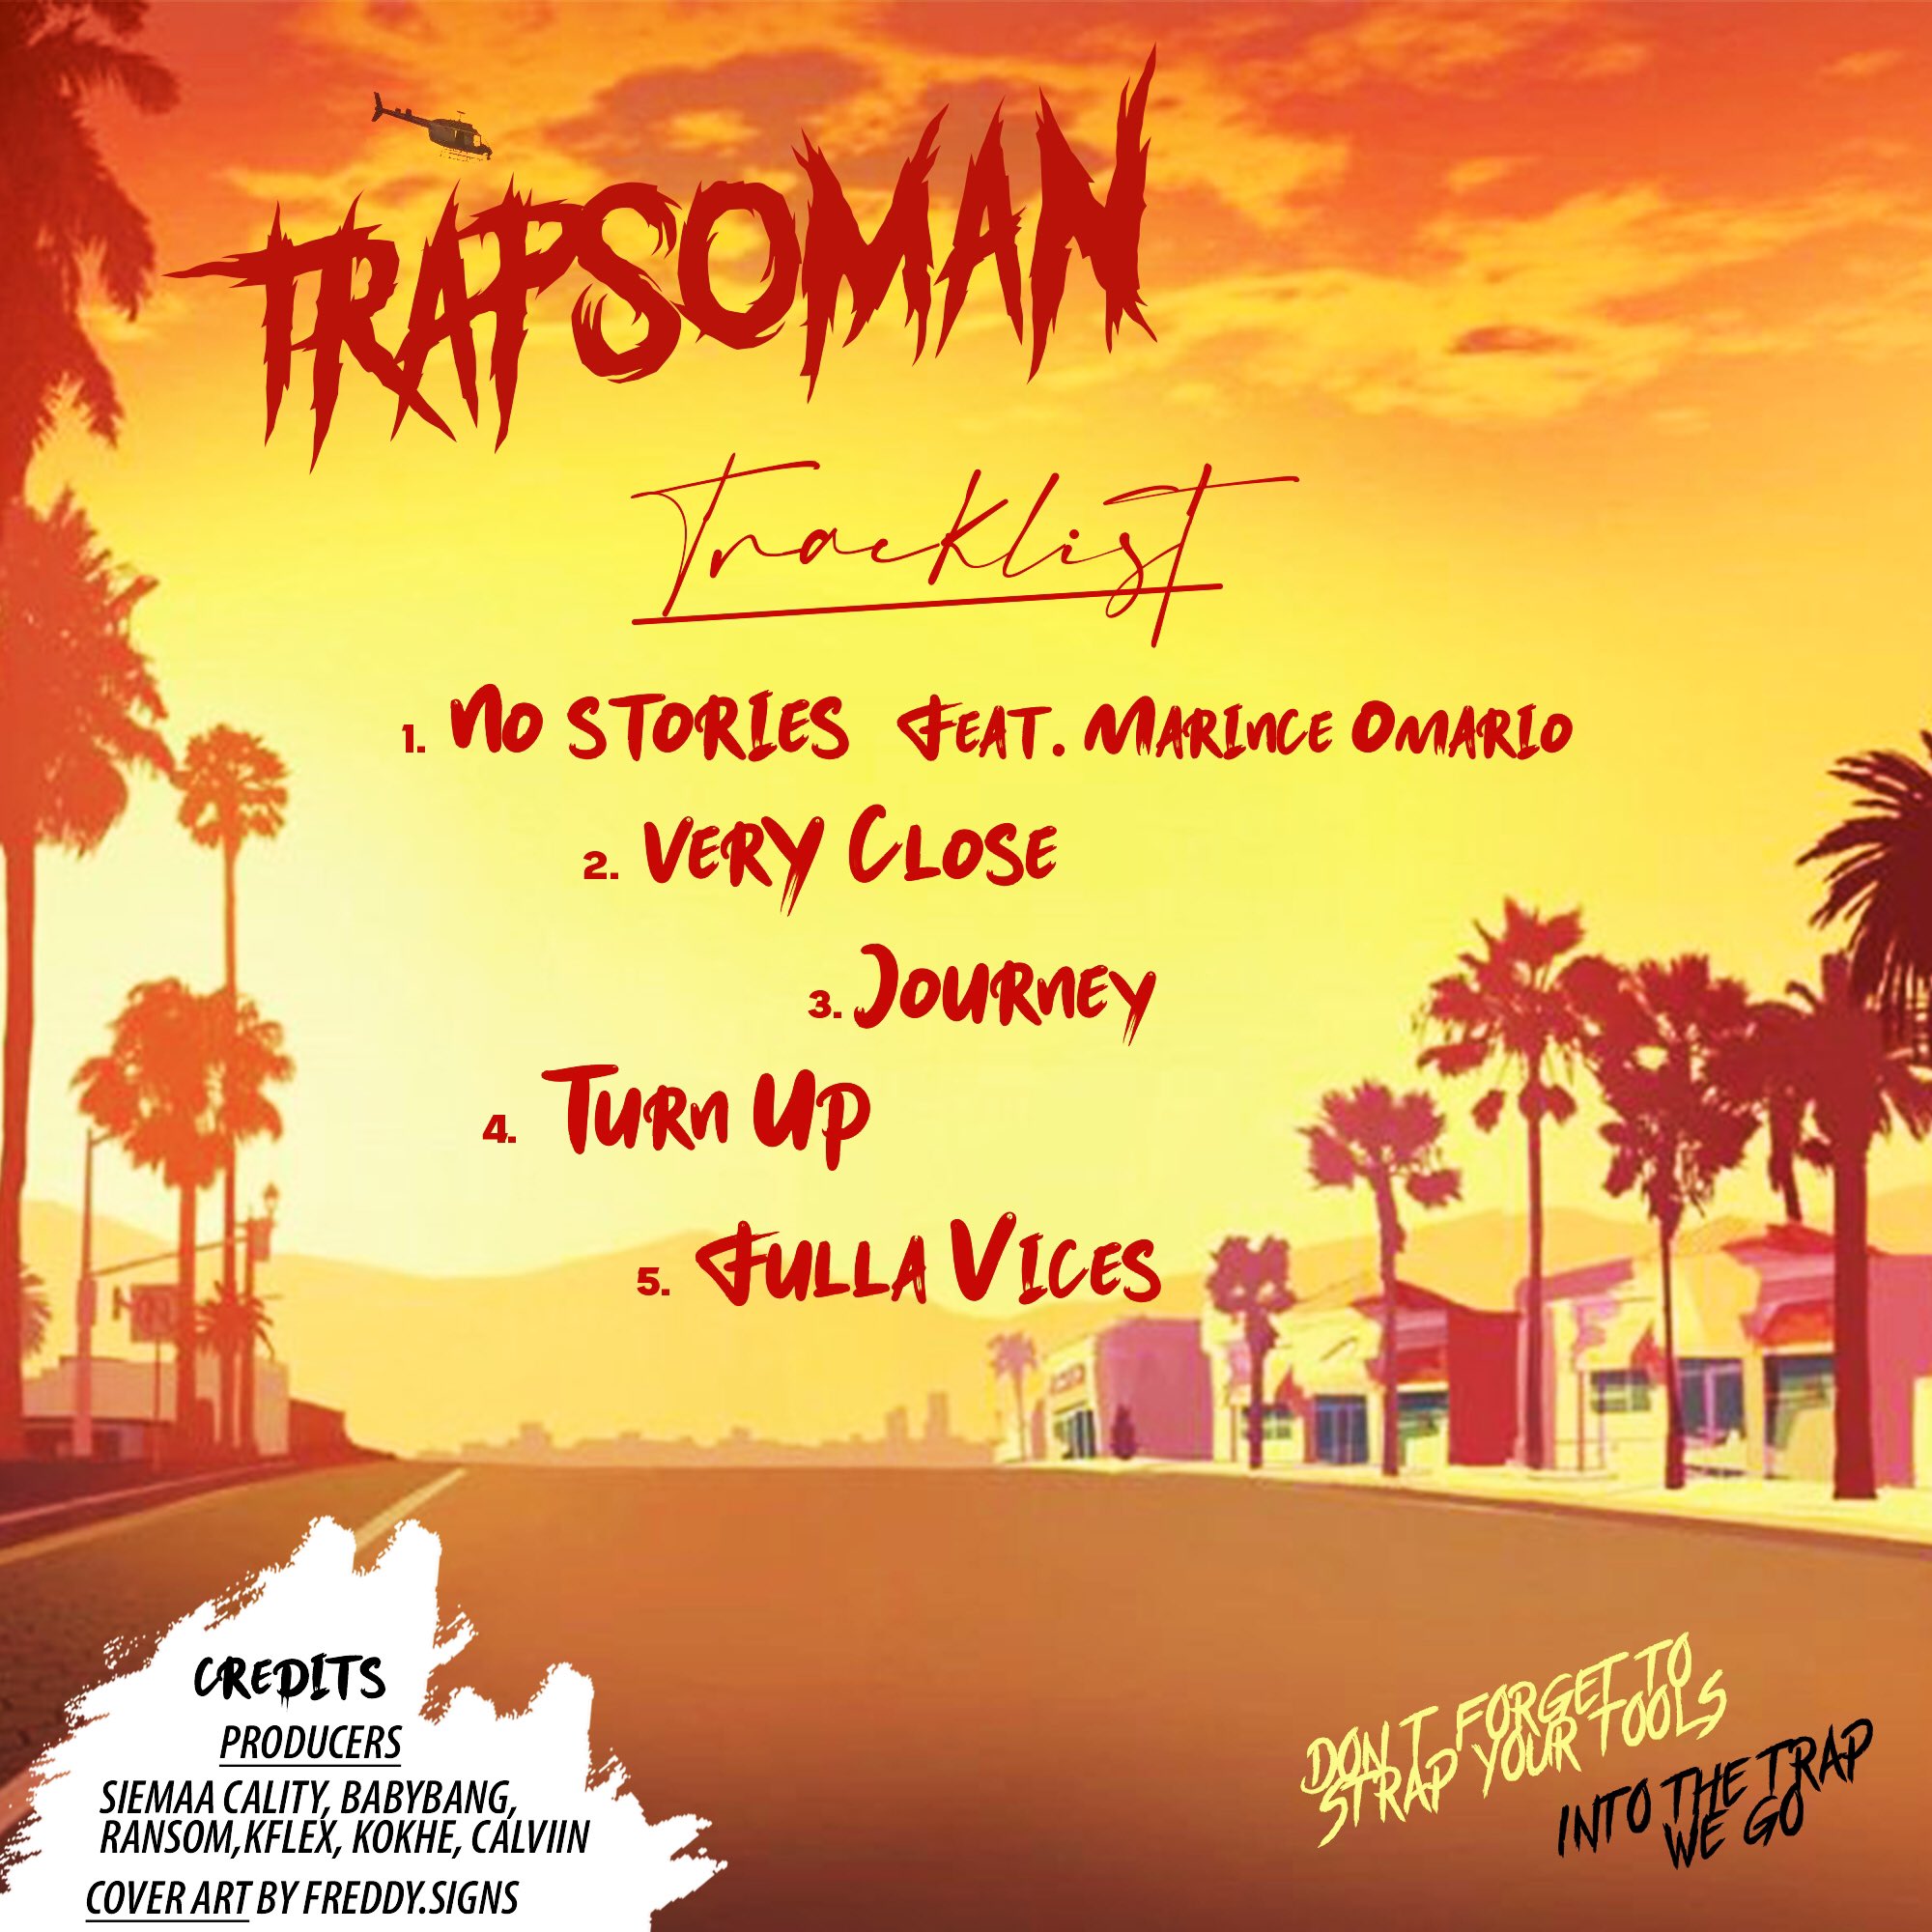 TRAPSOMAN
Tracklist
1. NO STORIES FEAT. MARINCE OMARIO
2. VERY CLOSE
3. JOURNEY
4. TURN UP
5. FULLA VICES
CREDITS
PRODUCERS
SIEMAA CALITY, BABYBANG,
RANSOM,KFLEX, KOKHE, CALVIIN
COVER ART BY FREDDY.SIGNS
DON T FORGET TO
STRAP YOUR TOOLS
INTO THE TRAP
WE GO